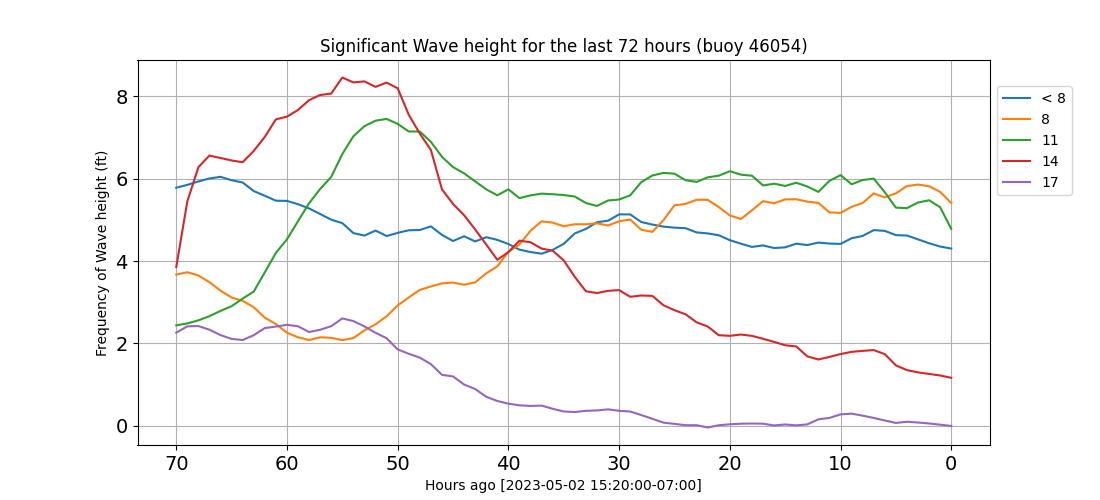 Significant Wave height for the last 72 hours (buoy 46054)
Frequency of Wave height (ft)
8
6
4
2
0
70 60 50 40 30 20 10 0
Hours ago [2023-05-02 15:20:00-07:00]
< 8
8
11
14
17